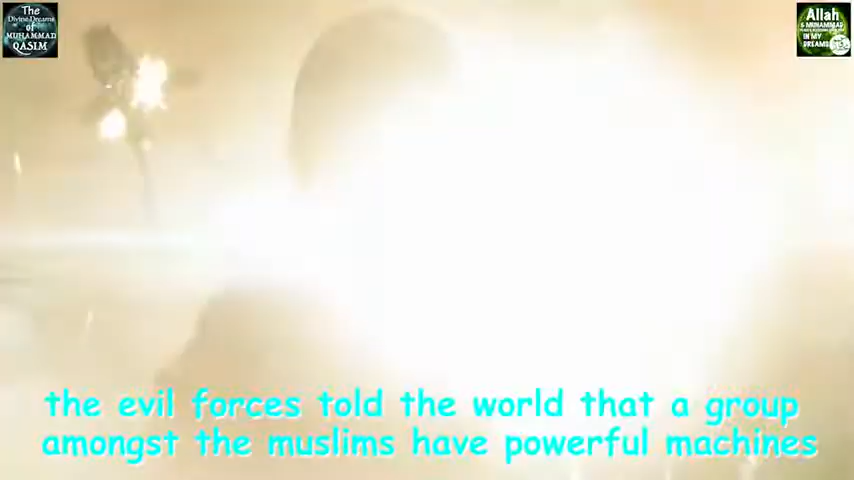 The
Divine Dreams
of
MUHAMMAD
QASIM
Allah
& MUHAMMAD
IN MY
DREAMS
the evil forces told the world that a group
amongst the muslims have powerful machines